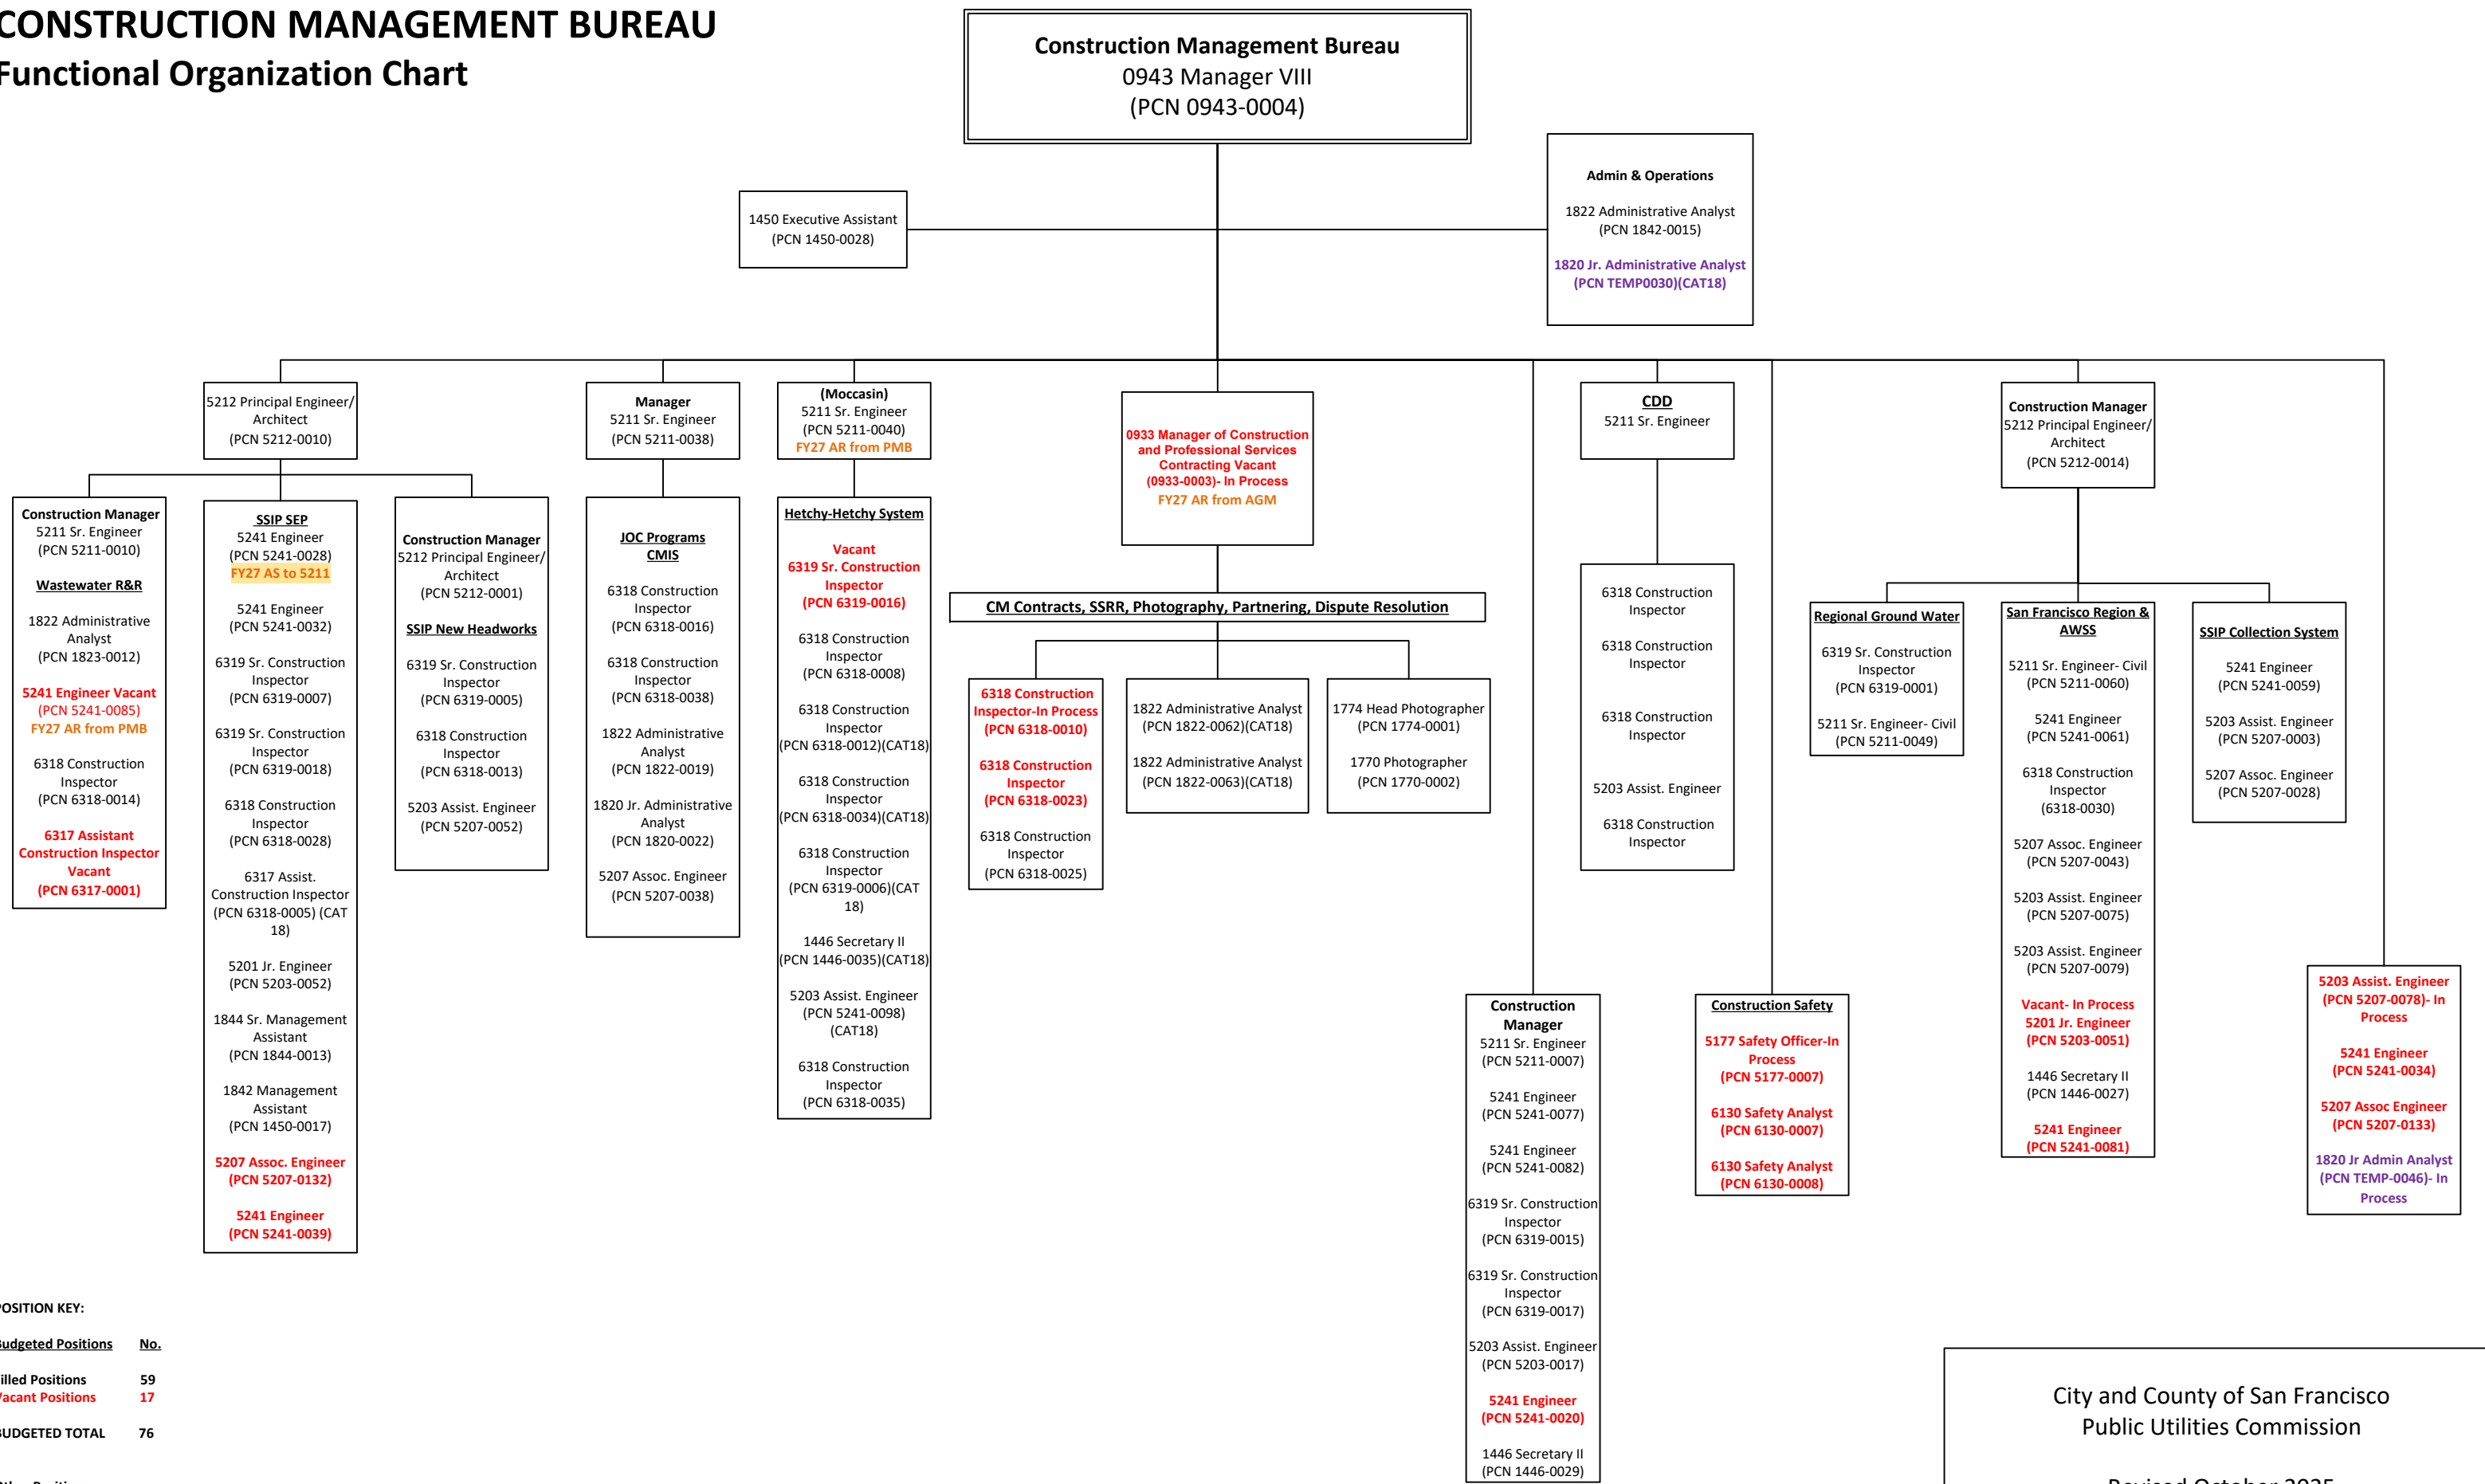 CONSTRUCTION MANAGEMENT BUREAU
Functional Organization Chart
Construction Management Bureau
0943 Manager VIII
(PCN 0943-0004)
1450 Executive Assistant
(PCN 1450-0028)
Admin & Operations
1822 Administrative Analyst
(PCN 1842-0015)
1820 Jr. Administrative Analyst
(PCN TEMP0030)(CAT18)
5212 Principal Engineer/
Architect
(PCN 5212-0010)
Manager
5211 Sr. Engineer
(PCN 5211-0038)
(Moccasin)
5211 Sr. Engineer
(PCN 5211-0040)
FY27 AR from PMB
0933 Manager of Construction
and Professional Services
Contracting Vacant
(0933-0003)- In Process
FY27 AR from AGM
CDD
5211 Sr. Engineer
Construction Manager
5212 Principal Engineer/
Architect
(PCN 5212-0014)
Construction Manager
5211 Sr. Engineer
(PCN 5211-0010)
Wastewater R&R
1822 Administrative
Analyst
(PCN 1823-0012)
5241 Engineer Vacant
(PCN 5241-0085)
FY27 AR from PMB
6318 Construction
Inspector
(PCN 6318-0014)
6317 Assistant
Construction Inspector
Vacant
(PCN 6317-0001)
SSIP SEP
5241 Engineer
(PCN 5241-0028)
FY27 AS to 5211
5241 Engineer
(PCN 5241-0032)
6319 Sr. Construction
Inspector
(PCN 6319-0007)
6319 Sr. Construction
Inspector
(PCN 6319-0018)
6318 Construction
Inspector
(PCN 6318-0028)
6317 Assist.
Construction Inspector
(PCN 6318-0005) (CAT
18)
5201 Jr. Engineer
(PCN 5203-0052)
1844 Sr. Management
Assistant
(PCN 1844-0013)
1842 Management
Assistant
(PCN 1450-0017)
5207 Assoc. Engineer
(PCN 5207-0132)
5241 Engineer
(PCN 5241-0039)
Construction Manager
5212 Principal Engineer/
Architect
(PCN 5212-0001)
SSIP New Headworks
6319 Sr. Construction
Inspector
(PCN 6319-0005)
6318 Construction
Inspector
(PCN 6318-0013)
5203 Assist. Engineer
(PCN 5207-0052)
JOC Programs
CMIS
6318 Construction
Inspector
(PCN 6318-0016)
6318 Construction
Inspector
(PCN 6318-0038)
1822 Administrative
Analyst
(PCN 1822-0019)
1820 Jr. Administrative
Analyst
(PCN 1820-0022)
5207 Assoc. Engineer
(PCN 5207-0038)
Hetchy-Hetchy System
Vacant
6319 Sr. Construction
Inspector
(PCN 6319-0016)
6318 Construction
Inspector
(PCN 6318-0008)
6318 Construction
Inspector
(PCN 6318-0012)(CAT18)
6318 Construction
Inspector
(PCN 6318-0034)(CAT18)
6318 Construction
Inspector
(PCN 6319-0006)(CAT
18)
1446 Secretary II
(PCN 1446-0035)(CAT18)
5203 Assist. Engineer
(PCN 5241-0098)
(CAT18)
6318 Construction
Inspector
(PCN 6318-0035)
CM Contracts, SSRR, Photography, Partnering, Dispute Resolution
6318 Construction
Inspector-In Process
(PCN 6318-0010)
6318 Construction
Inspector
(PCN 6318-0023)
6318 Construction
Inspector
(PCN 6318-0025)
1822 Administrative Analyst
(PCN 1822-0062)(CAT18)
1822 Administrative Analyst
(PCN 1822-0063)(CAT18)
1774 Head Photographer
(PCN 1774-0001)
1770 Photographer
(PCN 1770-0002)
Construction
Manager
5211 Sr. Engineer
(PCN 5211-0007)
5241 Engineer
(PCN 5241-0077)
5241 Engineer
(PCN 5241-0082)
6319 Sr. Construction
Inspector
(PCN 6319-0015)
6319 Sr. Construction
Inspector
(PCN 6319-0017)
5203 Assist. Engineer
(PCN 5203-0017)
5241 Engineer
(PCN 5241-0020)
1446 Secretary II
(PCN 1446-0029)
6318 Construction
Inspector
6318 Construction
Inspector
6318 Construction
Inspector
5203 Assist. Engineer
6318 Construction
Inspector
Construction Safety
5177 Safety Officer-In
Process
(PCN 5177-0007)
6130 Safety Analyst
(PCN 6130-0007)
6130 Safety Analyst
(PCN 6130-0008)
Regional Ground Water
6319 Sr. Construction
Inspector
(PCN 6319-0001)
5211 Sr. Engineer- Civil
(PCN 5211-0049)
San Francisco Region &
AWSS
5211 Sr. Engineer- Civil
(PCN 5211-0060)
5241 Engineer
(PCN 5241-0061)
6318 Construction
Inspector
(6318-0030)
5207 Assoc. Engineer
(PCN 5207-0043)
5203 Assist. Engineer
(PCN 5207-0075)
5203 Assist. Engineer
(PCN 5207-0079)
Vacant- In Process
5201 Jr. Engineer
(PCN 5203-0051)
1446 Secretary II
(PCN 1446-0027)
5241 Engineer
(PCN 5241-0081)
SSIP Collection System
5241 Engineer
(PCN 5241-0059)
5203 Assist. Engineer
(PCN 5207-0003)
5207 Assoc. Engineer
(PCN 5207-0028)
5203 Assist. Engineer
(PCN 5207-0078)- In
Process
5241 Engineer
(PCN 5241-0034)
5207 Assoc Engineer
(PCN 5207-0133)
1820 Jr Admin Analyst
(PCN TEMP-0046)- In
Process
POSITION KEY:
Budgeted Positions No.
Filled Positions 59
Vacant Positions 17
BUDGETED TOTAL 76
City and County of San Francisco
Public Utilities Commission
Revised October 2025